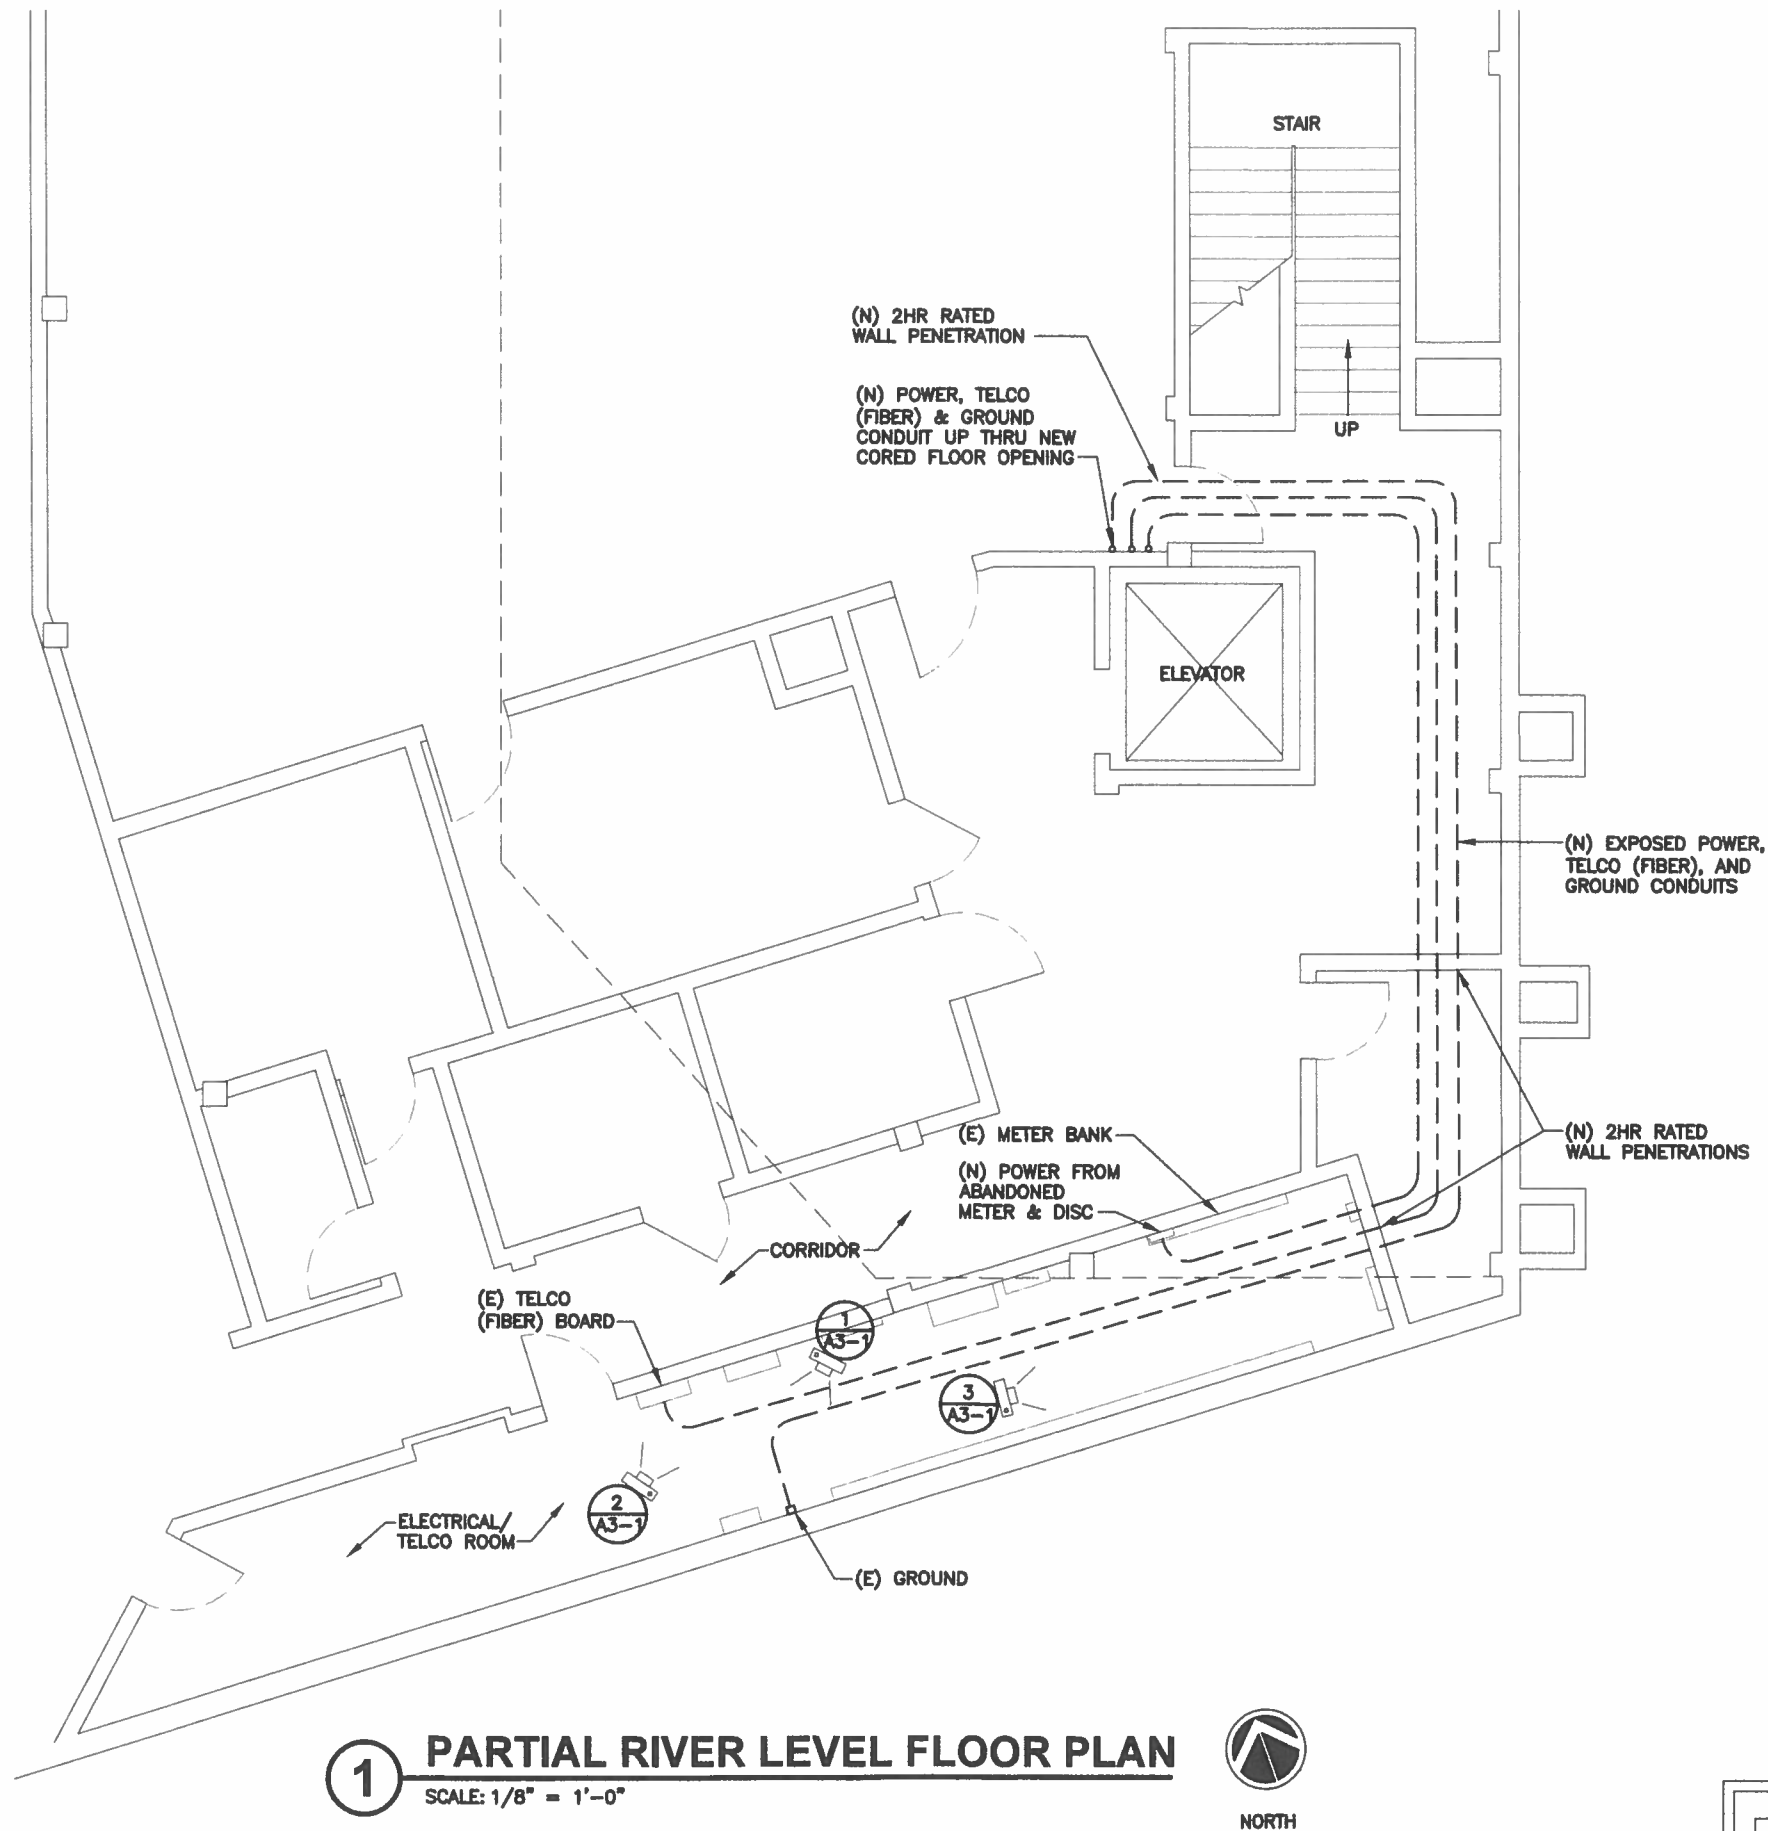 STAIR
(N) 2HR RATED
WALL PENETRATION
(N) POWER, TELCO
(FIBER) & GROUND
CONDUIT UP THRU NEW
CORED FLOOR OPENING
UP
ELEVATOR
(N) EXPOSED POWER,
TELCO (FIBER), AND
GROUND CONDUITS
(E) METER BANK
(N) POWER FROM
ABANDONED
METER & DISC
(N) 2HR RATED
WALL PENETRATIONS
CORRIDOR
(E) TELCO
(FIBER) BOARD
1
A3-1
3
A3-1
2
A3-1
ELECTRICAL/
TELCO ROOM
(E) GROUND
1 PARTIAL RIVER LEVEL FLOOR PLAN
SCALE: 1/8" = 1'-0"
NORTH